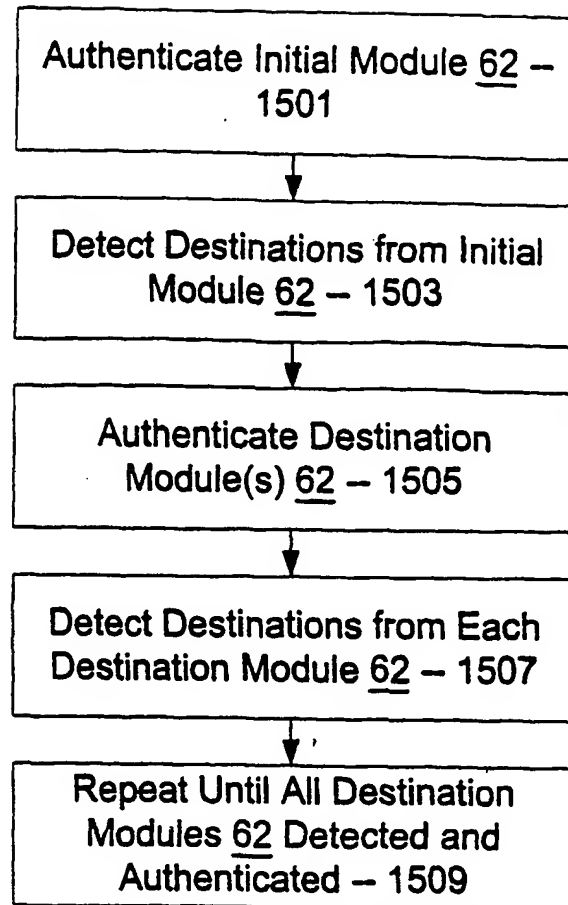 Authenticate Initial Module 62 –
1501
Detect Destinations from Initial
Module 62 – 1503
Authenticate Destination
Module(s) 62 – 1505
Detect Destinations from Each
Destination Module 62 – 1507
Repeat Until All Destination
Modules 62 Detected and
Authenticated – 1509